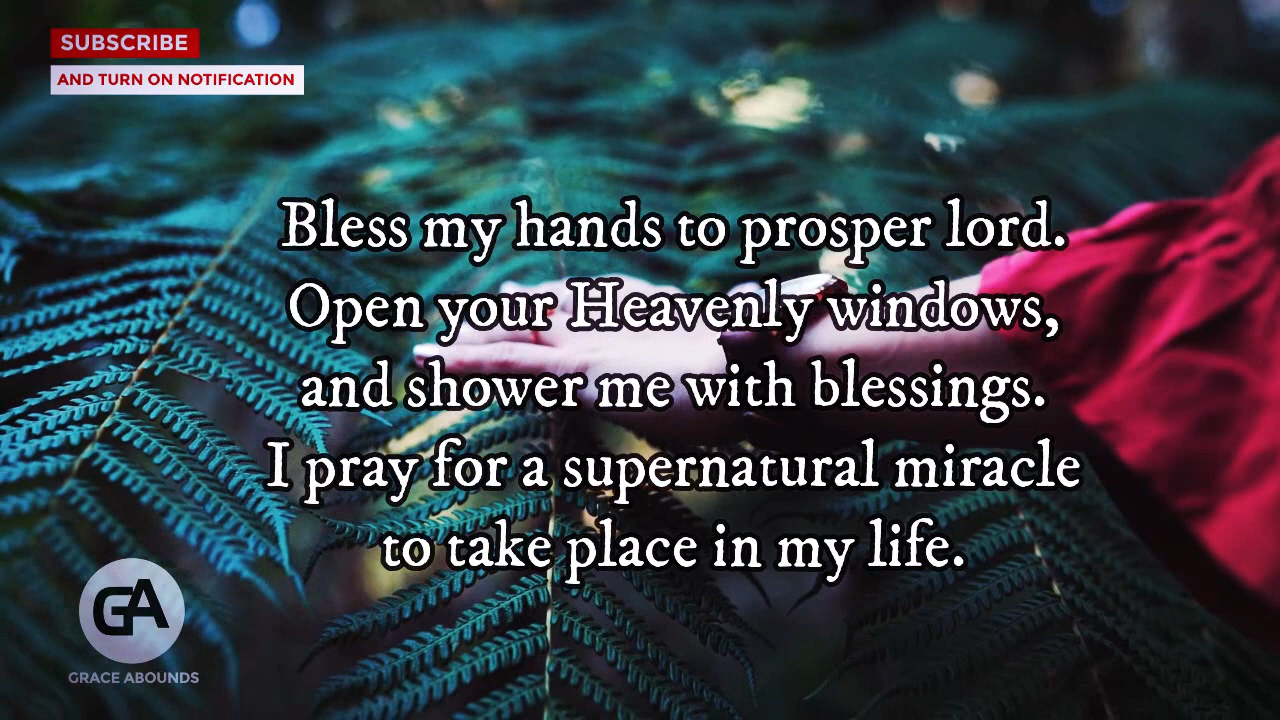 SUBSCRIBE
AND TURN ON NOTIFICATION
Bless my hands to prosper lord.
Open your Heavenly windows,
and shower me with blessings.
I pray for a supernatural miracle
to take place in my life.
GA
GRACE ABOUNDS